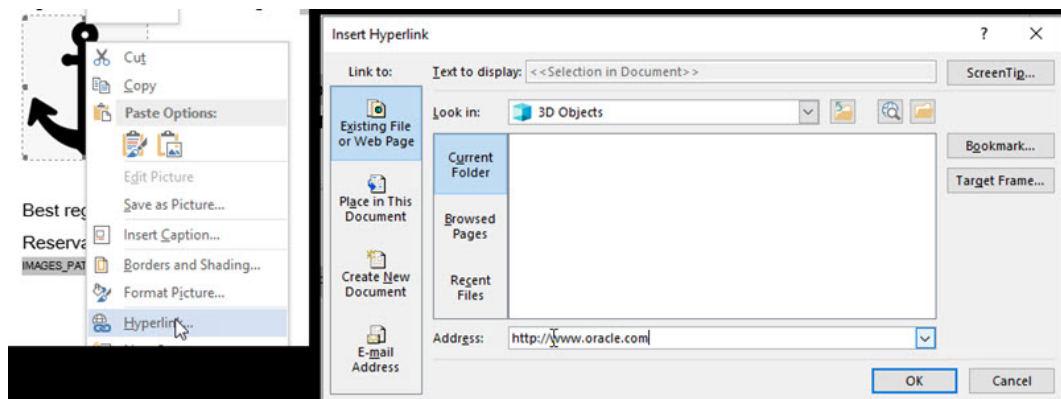 Cut
Copy
Paste Options:
Edit Picture
Save as Picture...
Insert Caption...
Borders and Shading...
Format Picture...
Hyperlink...
Best reg
Reserva
IMAGES_PAT
Insert Hyperlink
?
Link to:
Text to display:
<<Selection in Document>>
ScreenTip...
Existing File
or Web Page
Look in:
3D Objects
Current
Folder
Bookmark...
Target Frame...
Place in This
Document
Browsed
Pages
Create New
Document
Recent
Files
E-mail
Address
Address:
http://www.oracle.com
OK
Cancel